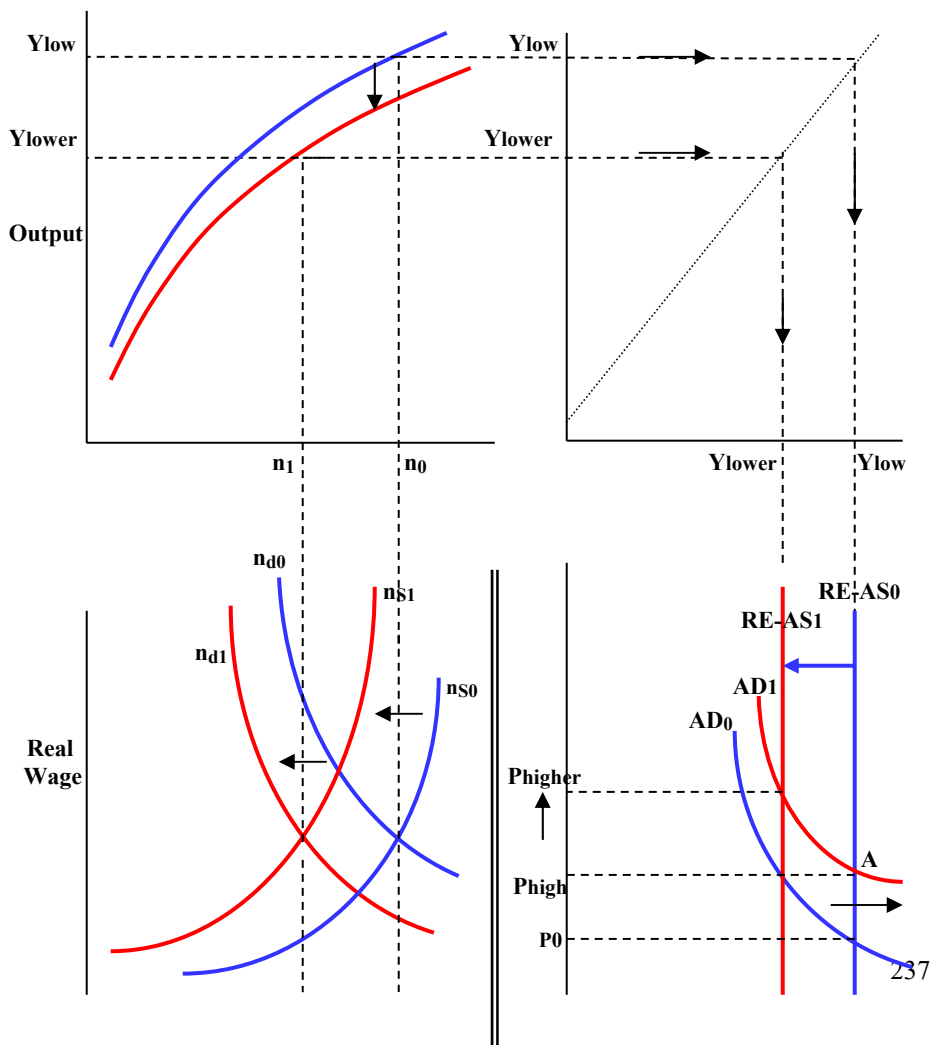 Ylow
Ylower
Output
n1
n0
Ylow
Ylower
Ylower
Ylow
nd0
nS1
nd1
nS0
Real
Wage
RE-AS0
RE-AS1
AD1
AD0
Phigher
A
Phigh
P0
237